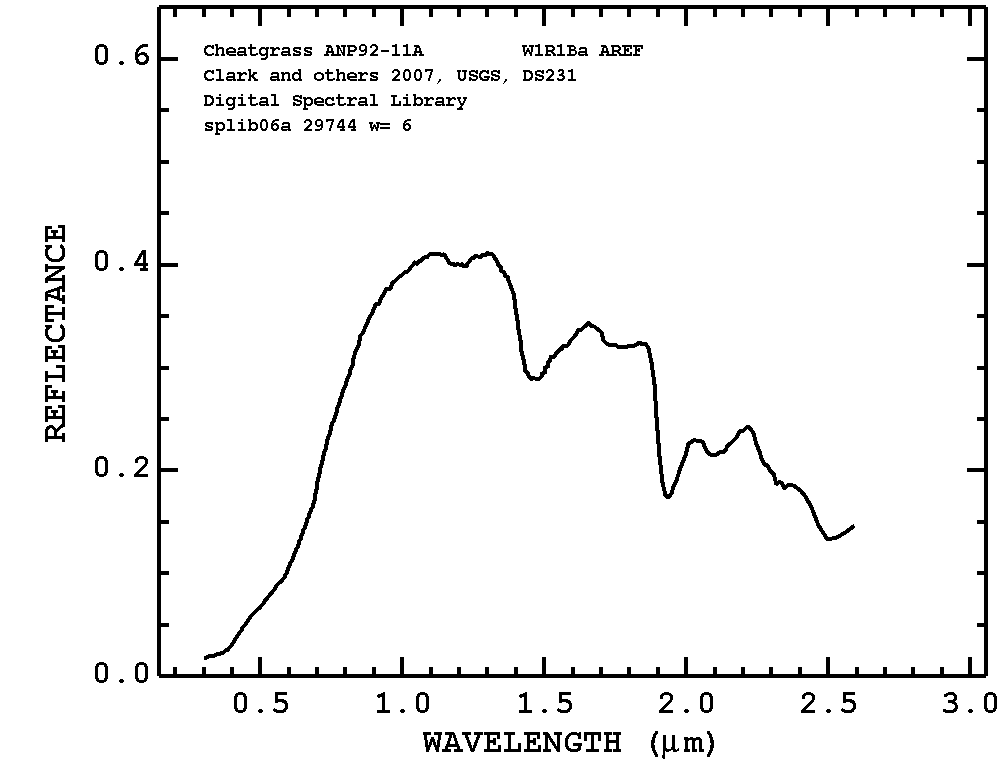 Cheatgrass ANP92-11A W1R1Ba AREF
Clark and others 2007, USGS, DS231
Digital Spectral Library
splib06a 29744 w= 6
0.6
0.4
0.2
0.0
REFLECTANCE
0.5 1.0 1.5 2.0 2.5 3.0
WAVELENGTH (μm)